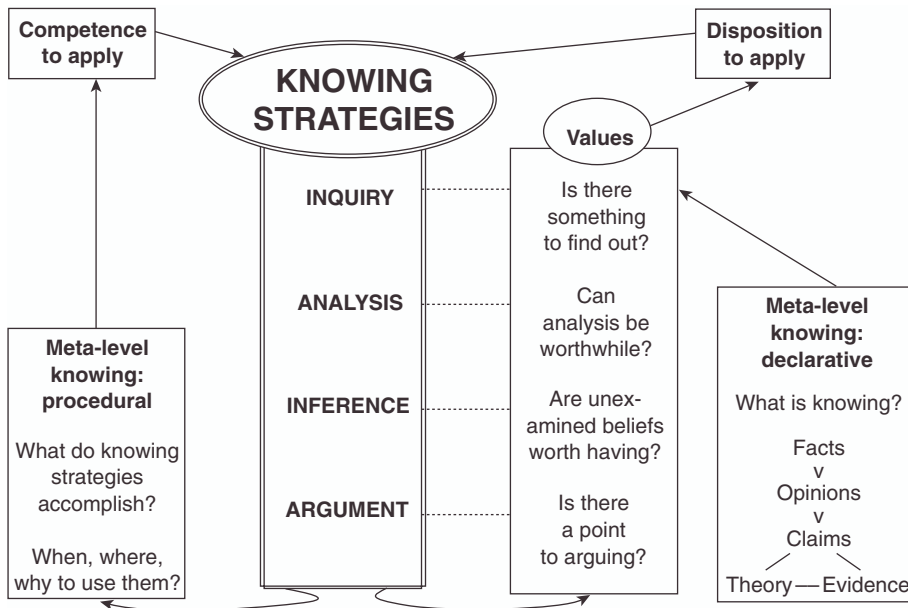 Competence
to apply
Disposition
to apply
KNOWING
STRATEGIES
Values
INQUIRY
ANALYSIS
INFERENCE
ARGUMENT
Is there
something
to find out?
Can
analysis be
worthwhile?
Are unex-
amined beliefs
worth having?
Is there
a point
to arguing?
Meta-level
knowing:
procedural
What do knowing
strategies
accomplish?
When, where,
why to use them?
Meta-level
knowing:
declarative
What is knowing?
Facts
v
Opinions
v
Claims
Theory — Evidence